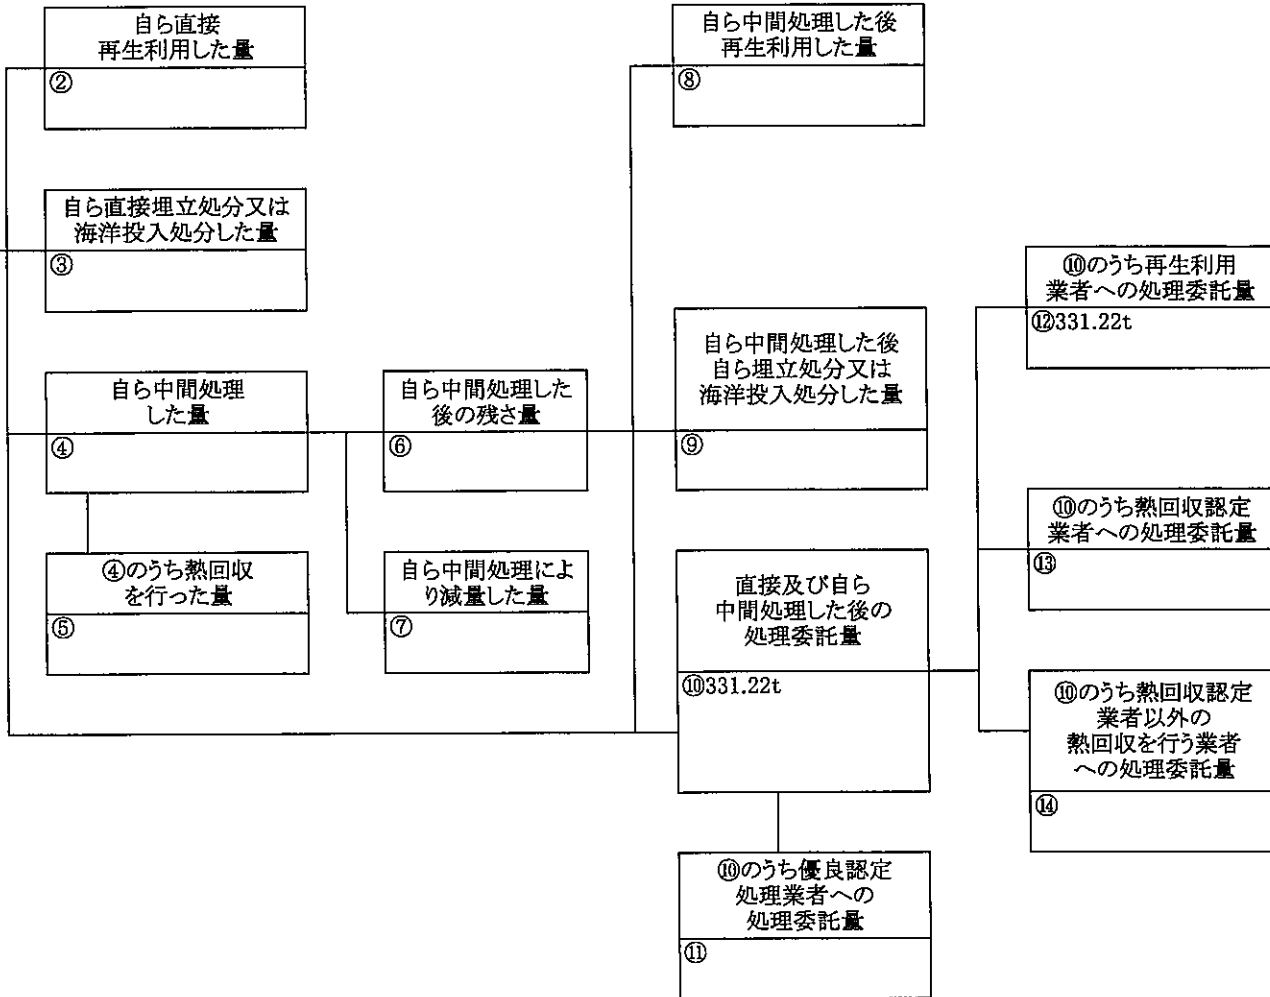 自ら直接
再生利用した量
②
自ら中間処理した後
再生利用した量
⑧
自ら直接埋立処分又は
海洋投入処分した量
③
⑩のうち再生利用
業者への処理委託量
⑫331.22t
自ら中間処理した後
自ら埋立処分又は
海洋投入処分した量
⑨
自ら中間処理
した量
④
自ら中間処理した
後の残さ量
⑥
⑩のうち熱回収認定
業者への処理委託量
⑬
④のうち熱回収
を行った量
⑤
自ら中間処理によ
り減量した量
⑦
直接及び自ら
中間処理した後の
処理委託量
⑩331.22t
⑩のうち熱回収認定
業者以外の
熱回収を行う業者
への処理委託量
⑭
⑩のうち優良認定
処理業者への
処理委託量
⑪